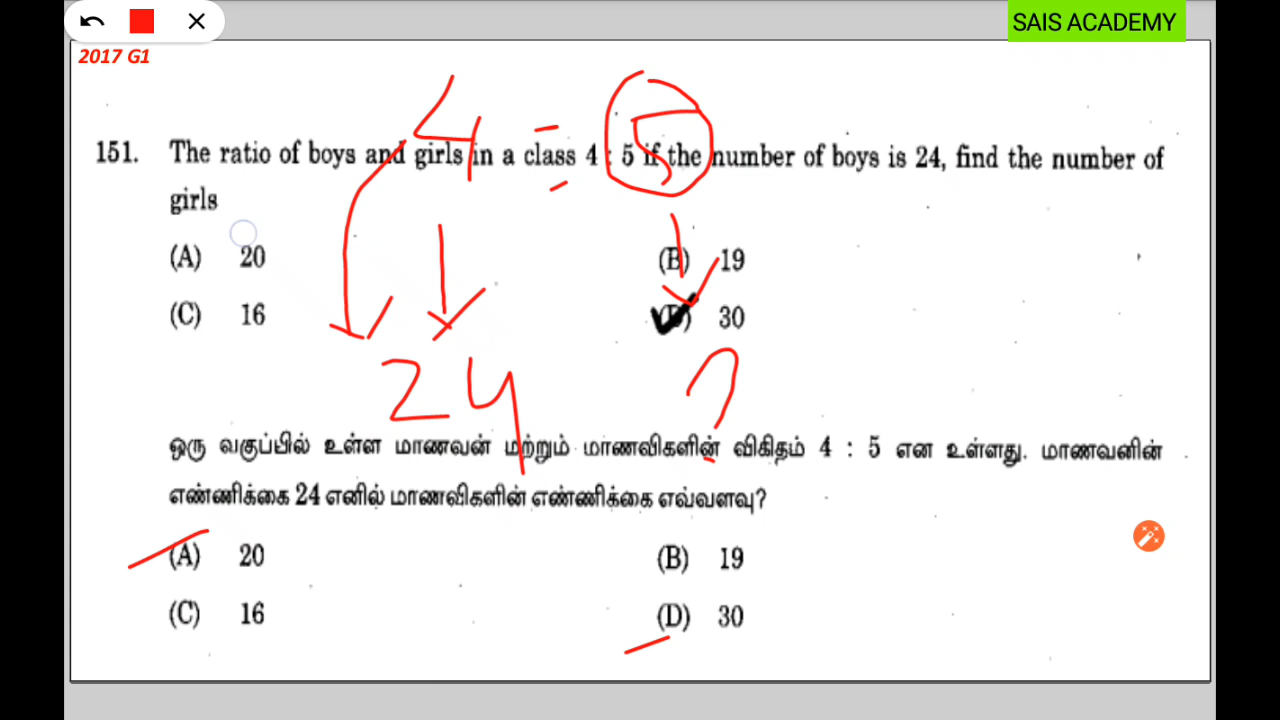 SAIS ACADEMY
2017 G1
4 : 5
151. The ratio of boys and girls in a class 4 : 5 if the number of boys is 24, find the number of
girls
(A) 20 (B) 19
(C) 16 (D) 30
24 ?
ஒரு வகுப்பில் உள்ள மாணவன் மற்றும் மாணவிகளின் விகிதம் 4 : 5 என உள்ளது. மாணவனின்
எண்ணிக்கை 24 எனில் மாணவிகளின் எண்ணிக்கை எவ்வளவு?
(A) 20 (B) 19
(C) 16 (D) 30